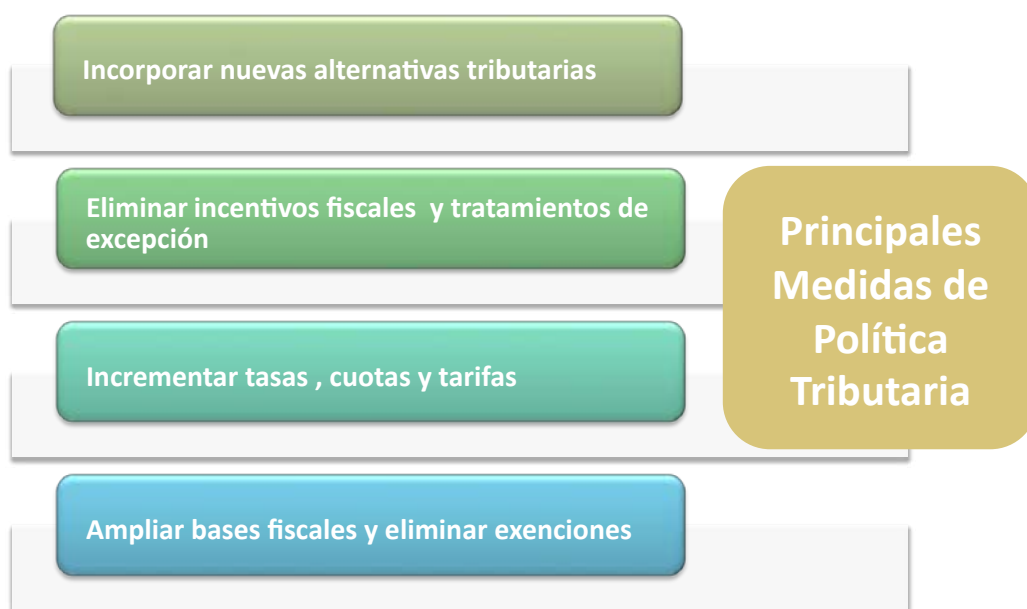 Incorporar nuevas alternativas tributarias
Eliminar incentivos fiscales  y tratamientos de
excepción
Incrementar tasas , cuotas y tarifas
Ampliar bases fiscales y eliminar exenciones
Principales
Medidas de
Política
Tributaria